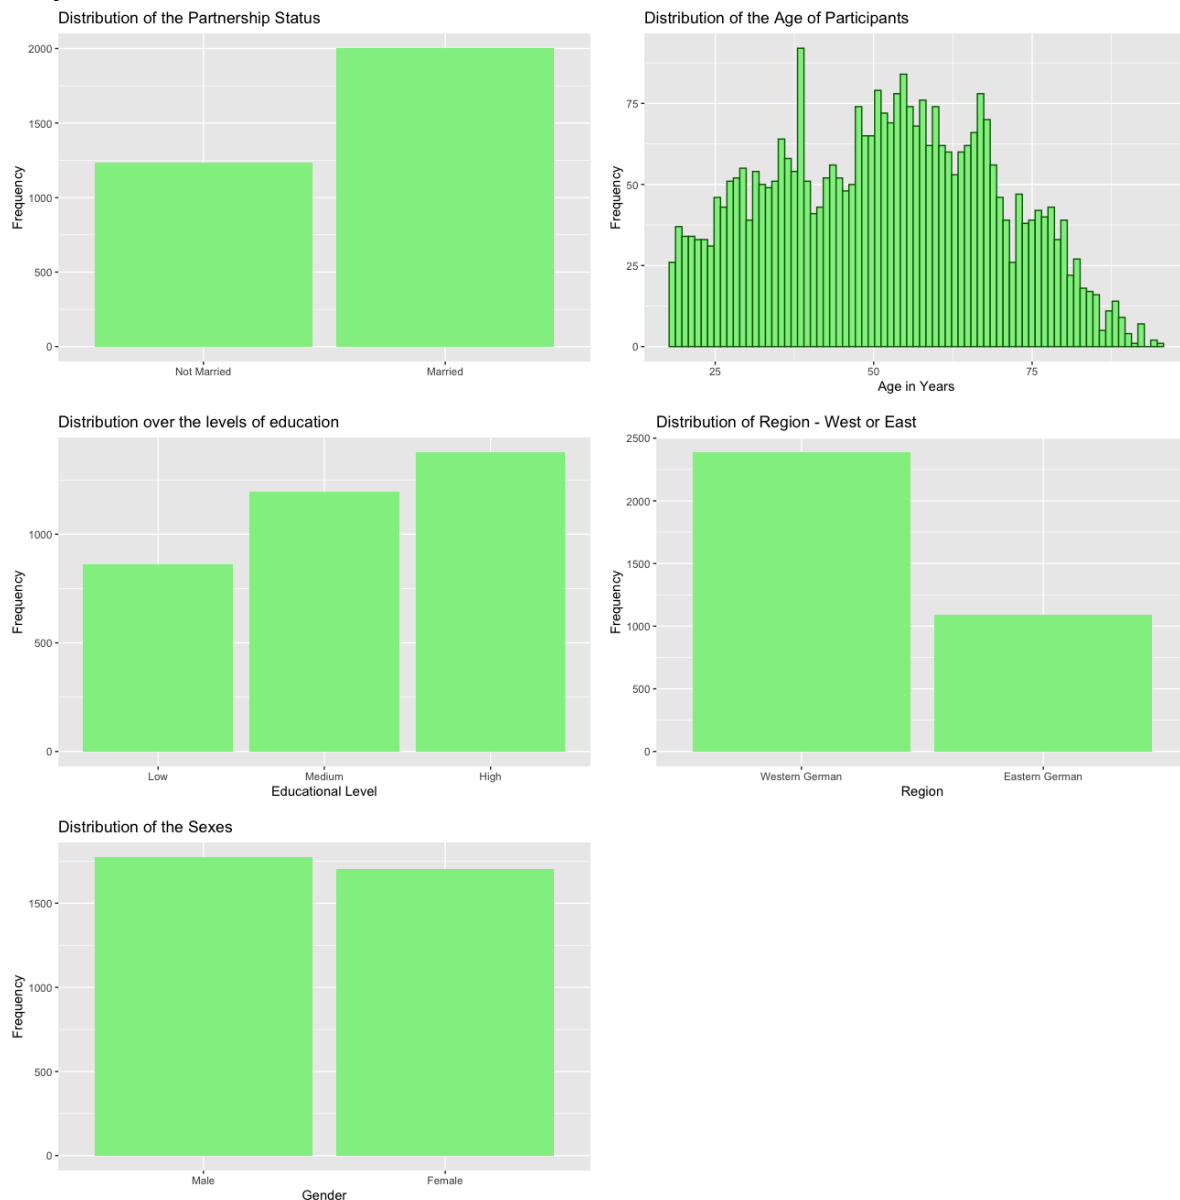 Distribution of the Partnership Status
Frequency
2000
1500
1000
500
0
Not Married
Married
Distribution of the Age of Participants
Frequency
75
50
25
0
25
50
75
Age in Years
Distribution over the levels of education
Frequency
1000
500
0
Low
Medium
High
Educational Level
Distribution of Region - West or East
Frequency
2500
2000
1500
1000
500
0
Western German
Eastern German
Region
Distribution of the Sexes
Frequency
1500
1000
500
0
Male
Female
Gender